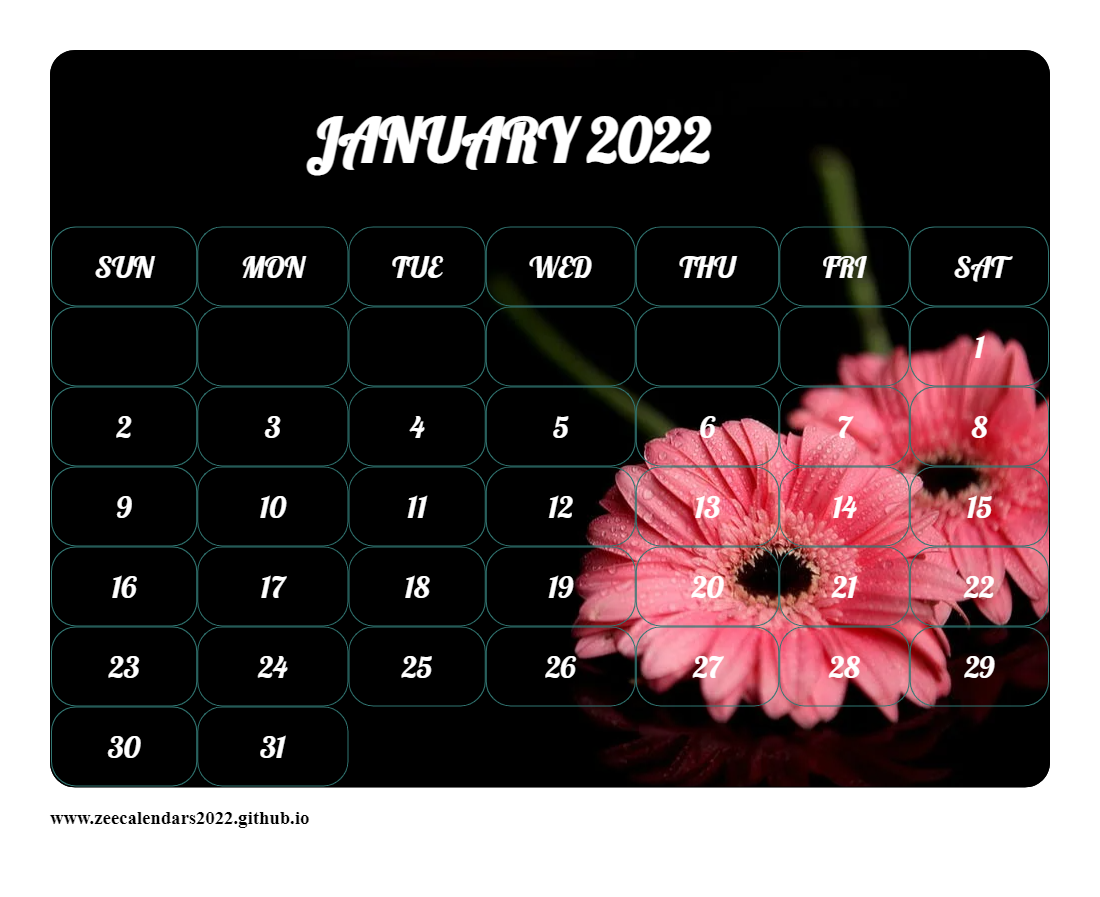 JANUARY 2022
SUN MON TUE WED THU FRI SAT
1
2 3 4 5 6 7 8
9 10 11 12 13 14 15
16 17 18 19 20 21 22
23 24 25 26 27 28 29
30 31
www.zeecalendars2022.github.io